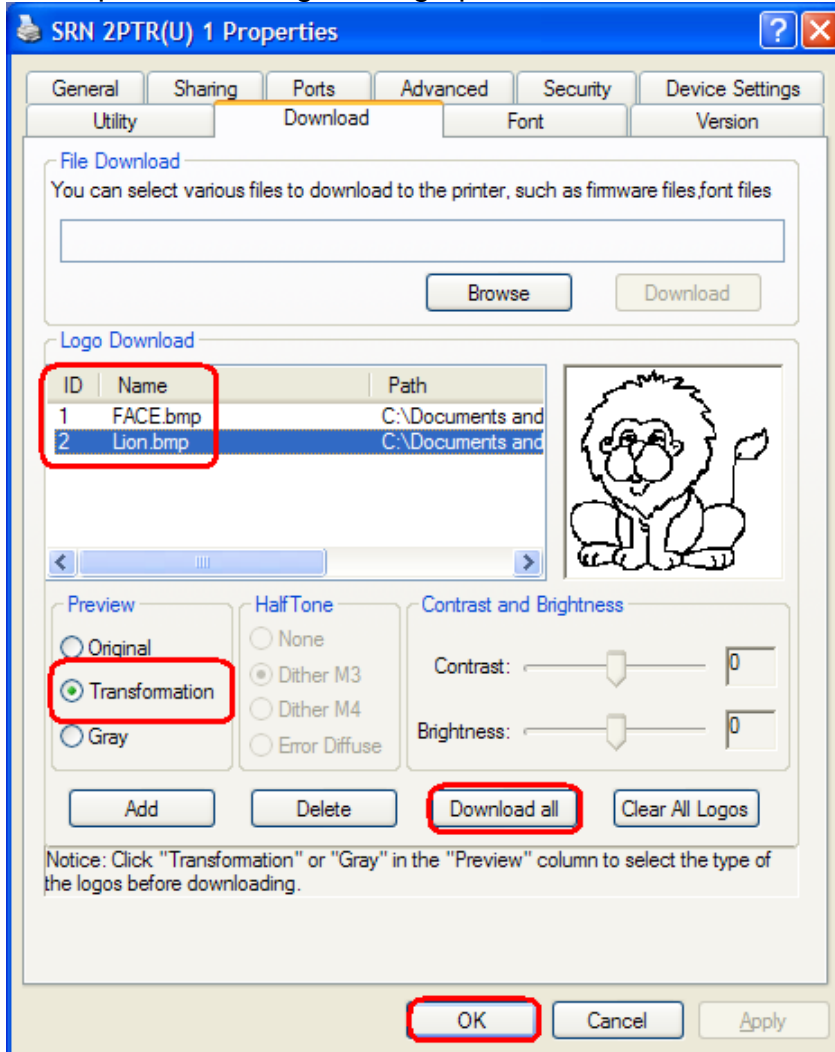 SRN 2PTR(U) 1 Properties
General Sharing Ports Advanced Security Device Settings
Utility Download Font Version
File Download
You can select various files to download to the printer, such as firmware files,font files
Browse Download
Logo Download
ID Name Path
1 FACE.bmp C:\Documents and
2 Lion.bmp C:\Documents and
Preview HalfTone Contrast and Brightness
Original None
Contrast: 0
Transformation Dither M3
Dither M4
Brightness: 0
Gray Error Diffuse
Add Delete Download all Clear All Logos
Notice: Click "Transformation" or "Gray" in the "Preview" column to select the type of
the logos before downloading.
OK Cancel Apply